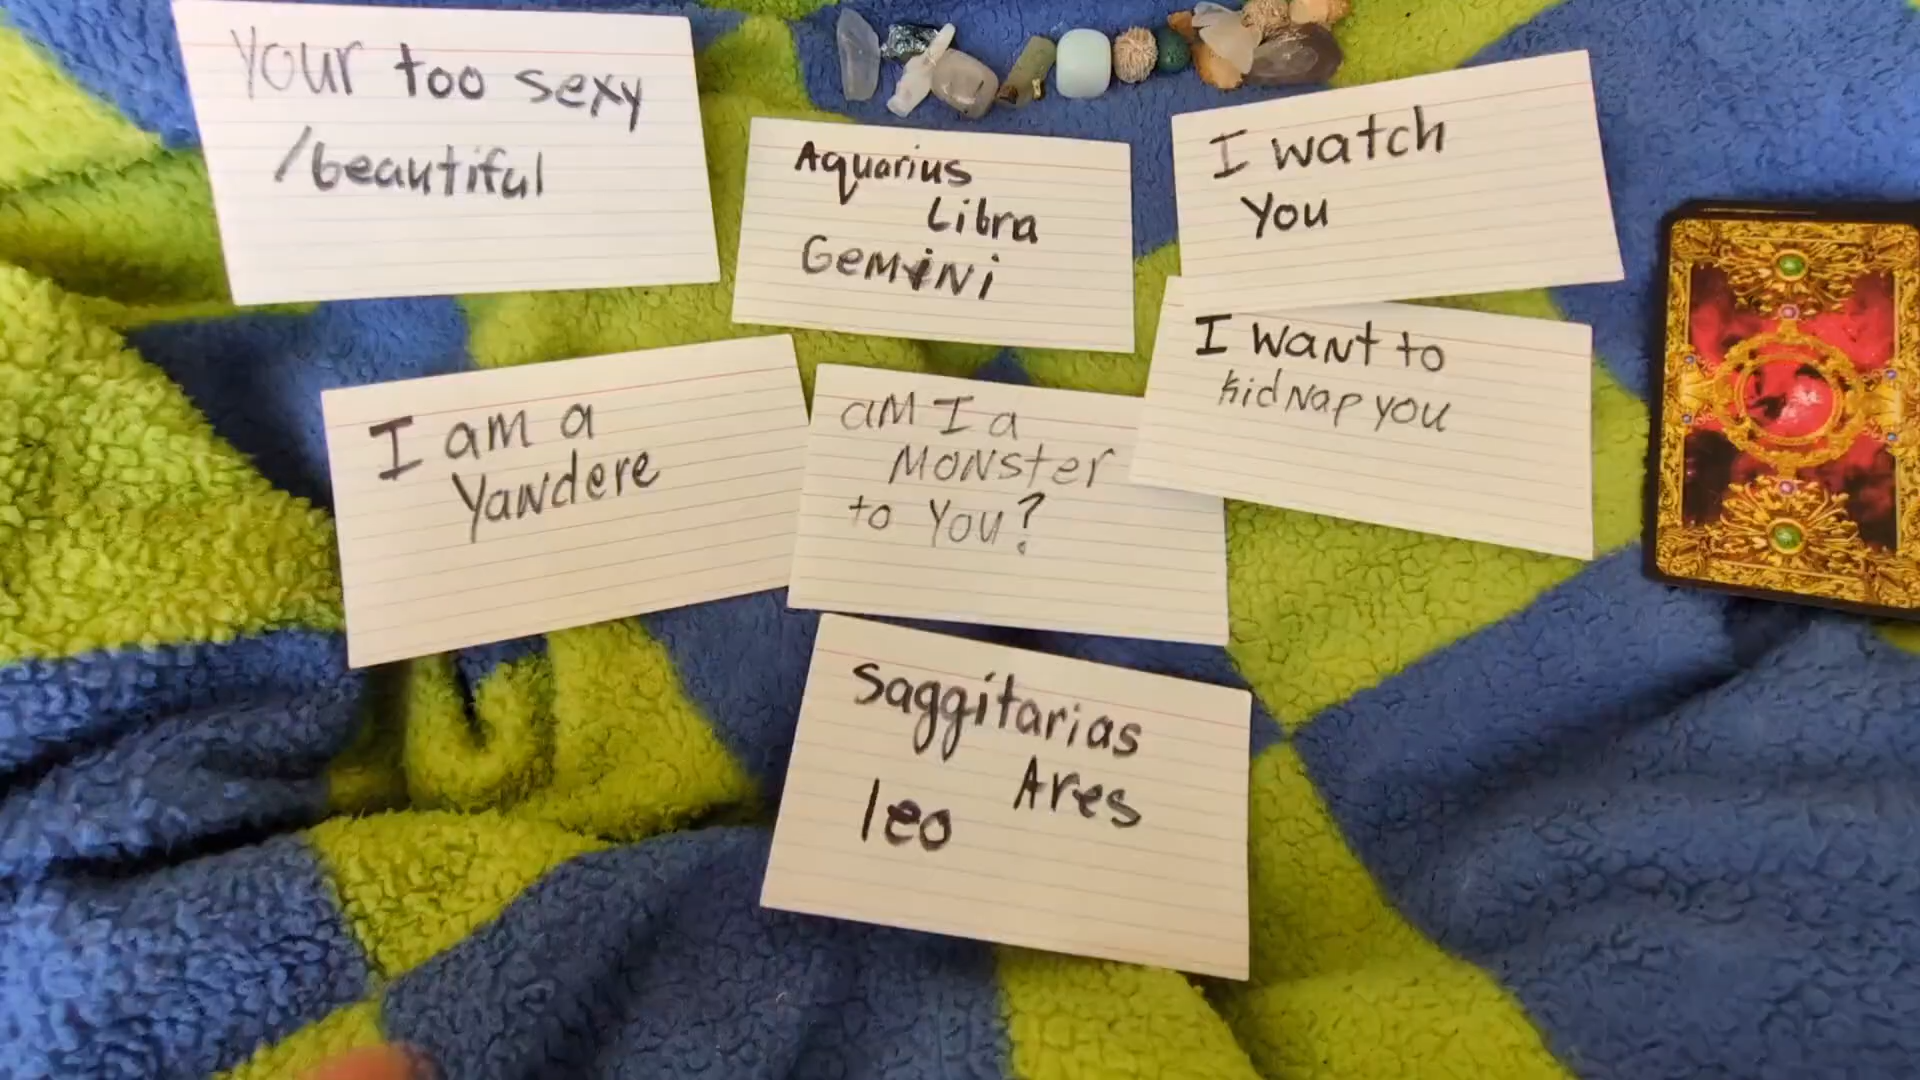 Your too sexy
/beautiful
Aquarius
Libra
Gemini
I watch
You
I want to
kidnap you
I am a
Yandere
am I a
Monster
to You?
Saggitarias
Ares
leo